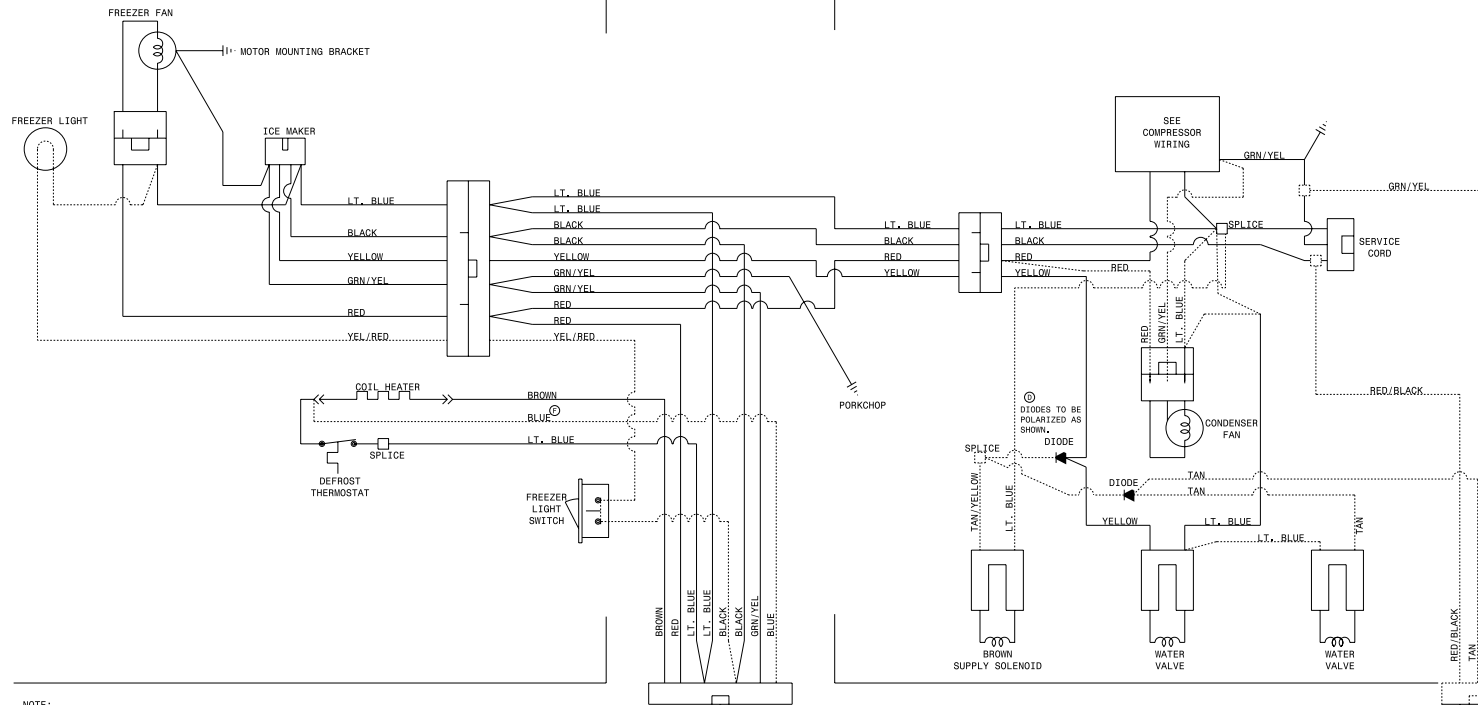 FREEZER FAN
MOTOR MOUNTING BRACKET
FREEZER LIGHT
ICE MAKER
SEE
COMPRESSOR
WIRING
GRN/YEL
GRN/YEL
LT. BLUE
BLACK
YELLOW
GRN/YEL
RED
YEL/RED
LT. BLUE
LT. BLUE
BLACK
BLACK
YELLOW
GRN/YEL
GRN/YEL
RED
RED
YEL/RED
LT. BLUE
BLACK
RED
YELLOW
LT. BLUE
BLACK
RED
YELLOW
RED
SPLICE
SERVICE
CORD
RED
GRN/YEL
LT. BLUE
PORKCHOP
RED/BLACK
COIL HEATER
BROWN
BLUE
F
LT. BLUE
SPLICE
DEFROST
THERMOSTAT
D
DIODES TO BE
POLARIZED AS
SHOWN.
DIODE
CONDENSER
FAN
SPLICE
DIODE
TAN
TAN
FREEZER
LIGHT
SWITCH
TAN/YELLOW
LT. BLUE
YELLOW
LT. BLUE
LT. BLUE
TAN
BROWN
RED
LT. BLUE
LT. BLUE
BLACK
BLACK
GRN/YEL
BLUE
BROWN
SUPPLY SOLENOID
WATER
VALVE
WATER
VALVE
RED/BLACK
TAN
NOTE: